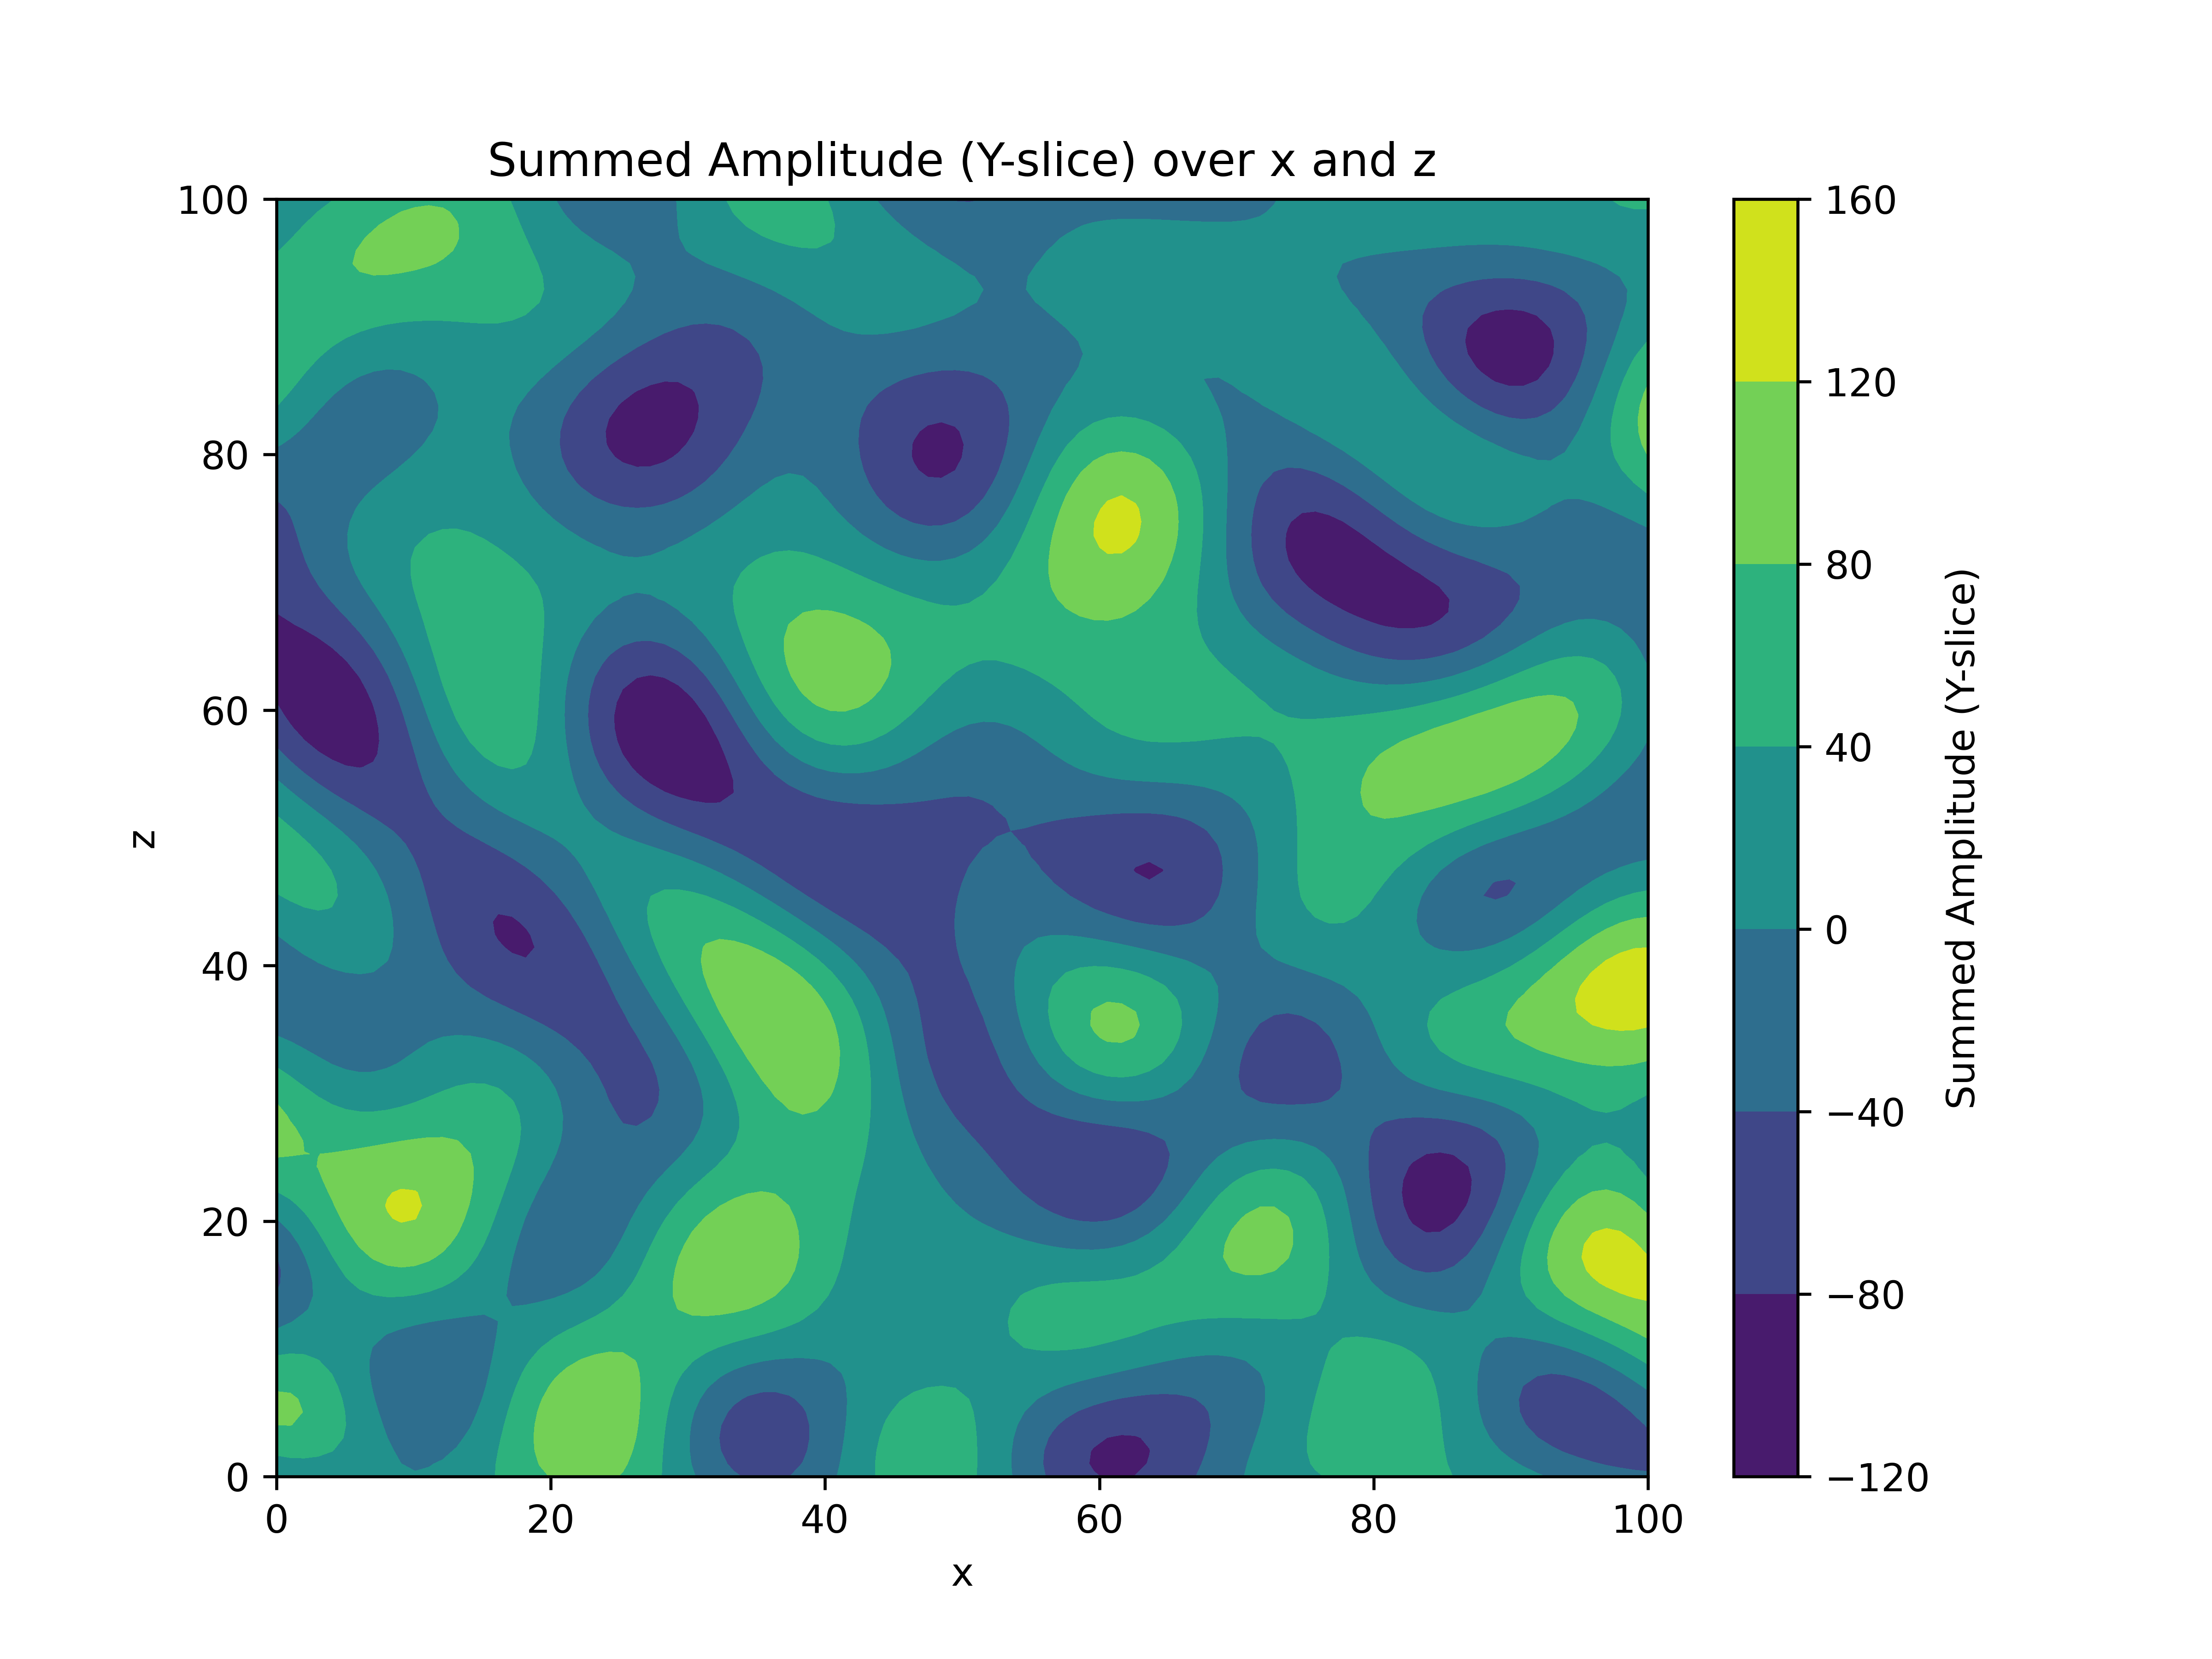 Summed Amplitude (Y-slice) over x and z
100
80
60
40
20
0
z
0 20 40 60 80 100
x
160
120
80
40
0
−40
−80
−120
Summed Amplitude (Y-slice)